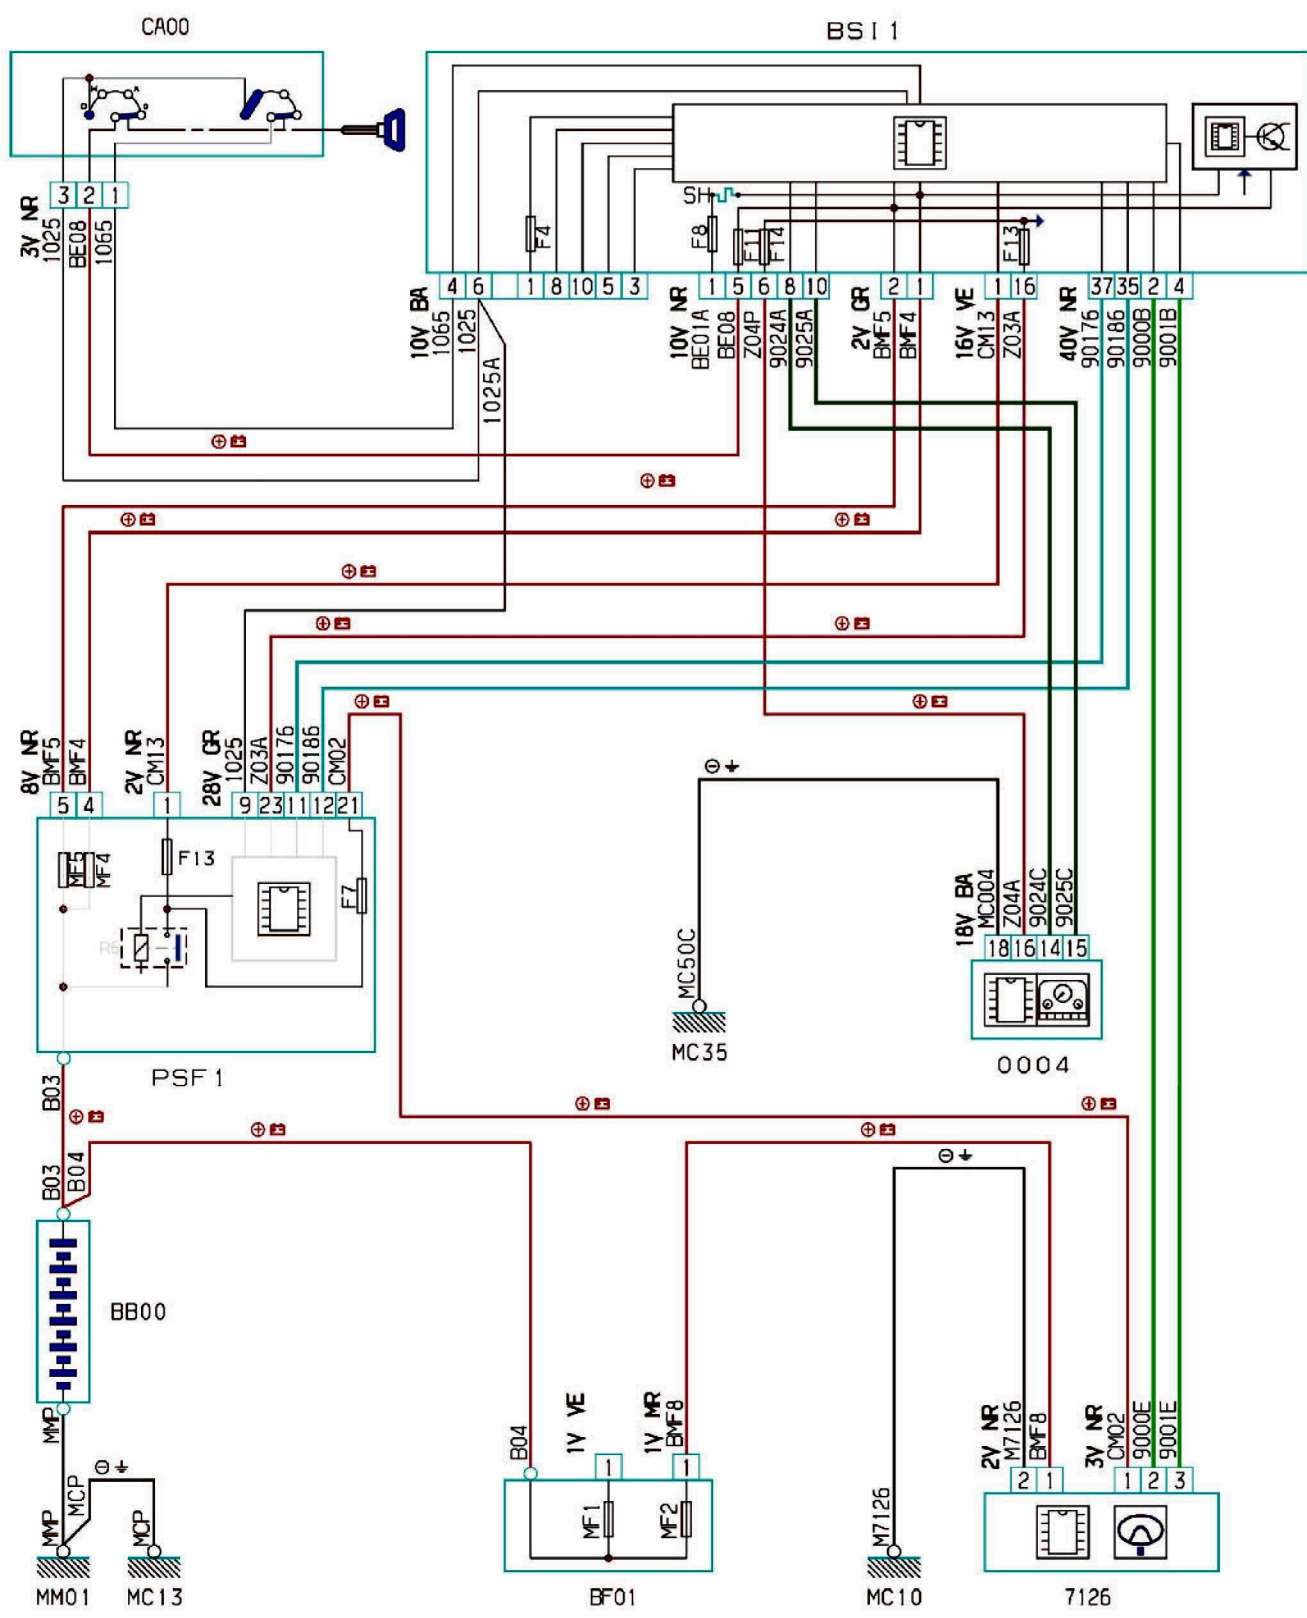 CA00
BSI 1
3 2 1
3V NR
1025
BE08
1065
SH
F4
F8
F11
F14
F13
4 6 1 8 10 5 3
1 5 6 8 10
2 1
1 16
37 35 2 4
10V BA
1065
1025
1025A
10V NR
BE01A
BE08
Z04P
9024A
9025A
2V GR
BMF5
BMF4
16V VE
CM13
Z03A
40V NR
90176
90186
9000B
9001B
8V NR
BMF5
BMF4
2V NR
CM13
28V GR
1025
Z03A
90176
90186
CM02
5 4
1
9 23 11 12 21
MF5
MF4
F13
F7
PSF1
18V BA
MC004
Z04A
9024C
9025C
18 16 14 15
MC50C
MC35
0004
B03
B03
B04
BB00
MMP
MCP
MMP
MCP
MM01
MC13
B04
1V VE
1V MR
BMF8
1
1
MF1
MF2
BF01
M7126
MC10
2V NR
M7126
BMF8
3V NR
CM02
9000E
9001E
2 1
1 2 3
7126